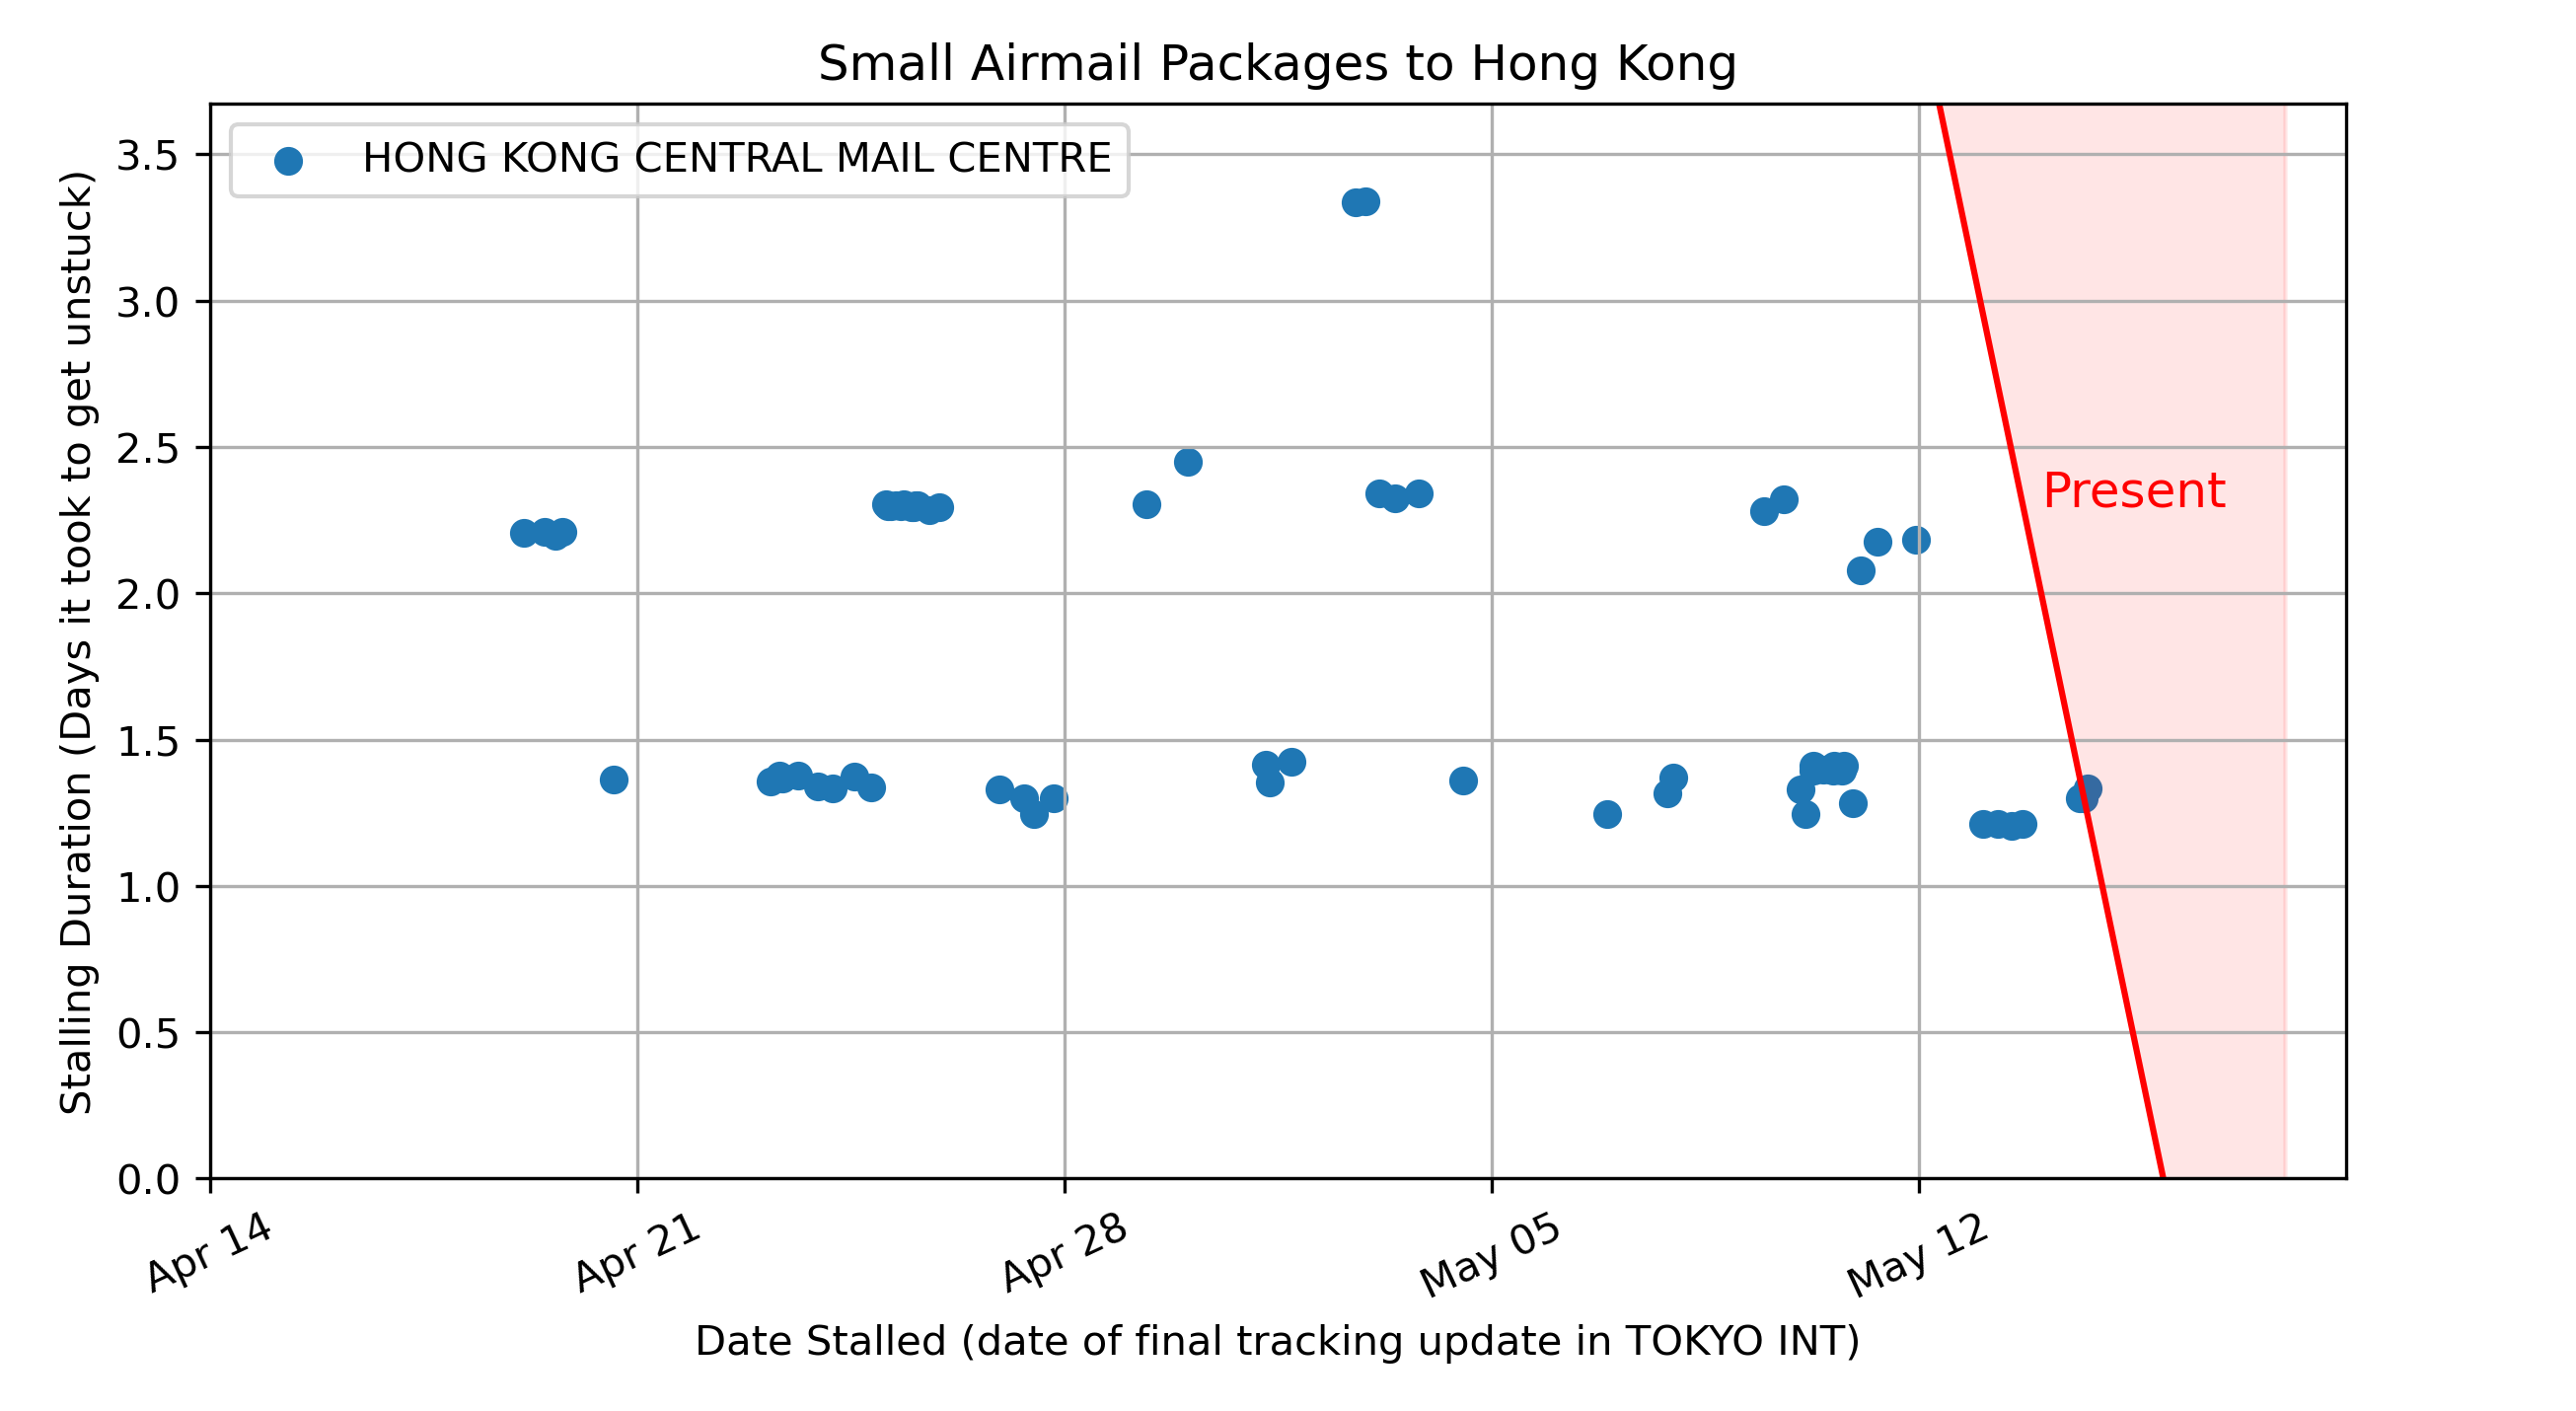 Small Airmail Packages to Hong Kong
HONG KONG CENTRAL MAIL CENTRE
Stalling Duration (Days it took to get unstuck)
3.5
3.0
2.5
2.0
1.5
1.0
0.5
0.0
Present
Apr 14
Apr 21
Apr 28
May 05
May 12
Date Stalled (date of final tracking update in TOKYO INT)